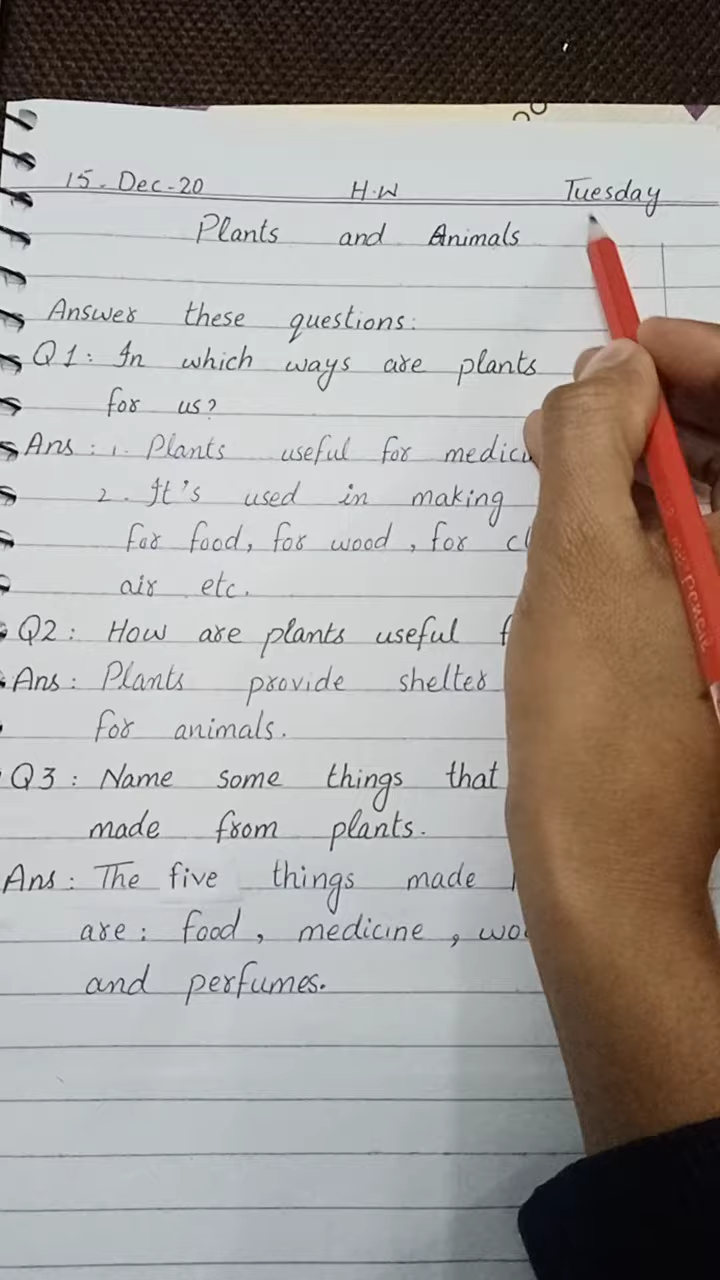 15-Dec-20 H.W Tuesday
Plants and Animals
Answer these questions:
Q1: In which ways are plants
for us?
Ans: 1. Plants useful for
2. It's used in making
for food, for wood, for
air etc.
Q2: How are plants useful
Ans: Plants provide shelter
for animals.
Q3: Name some things that
made from plants.
Ans: The five things made
are: food, medicine,
and perfumes.
pencil